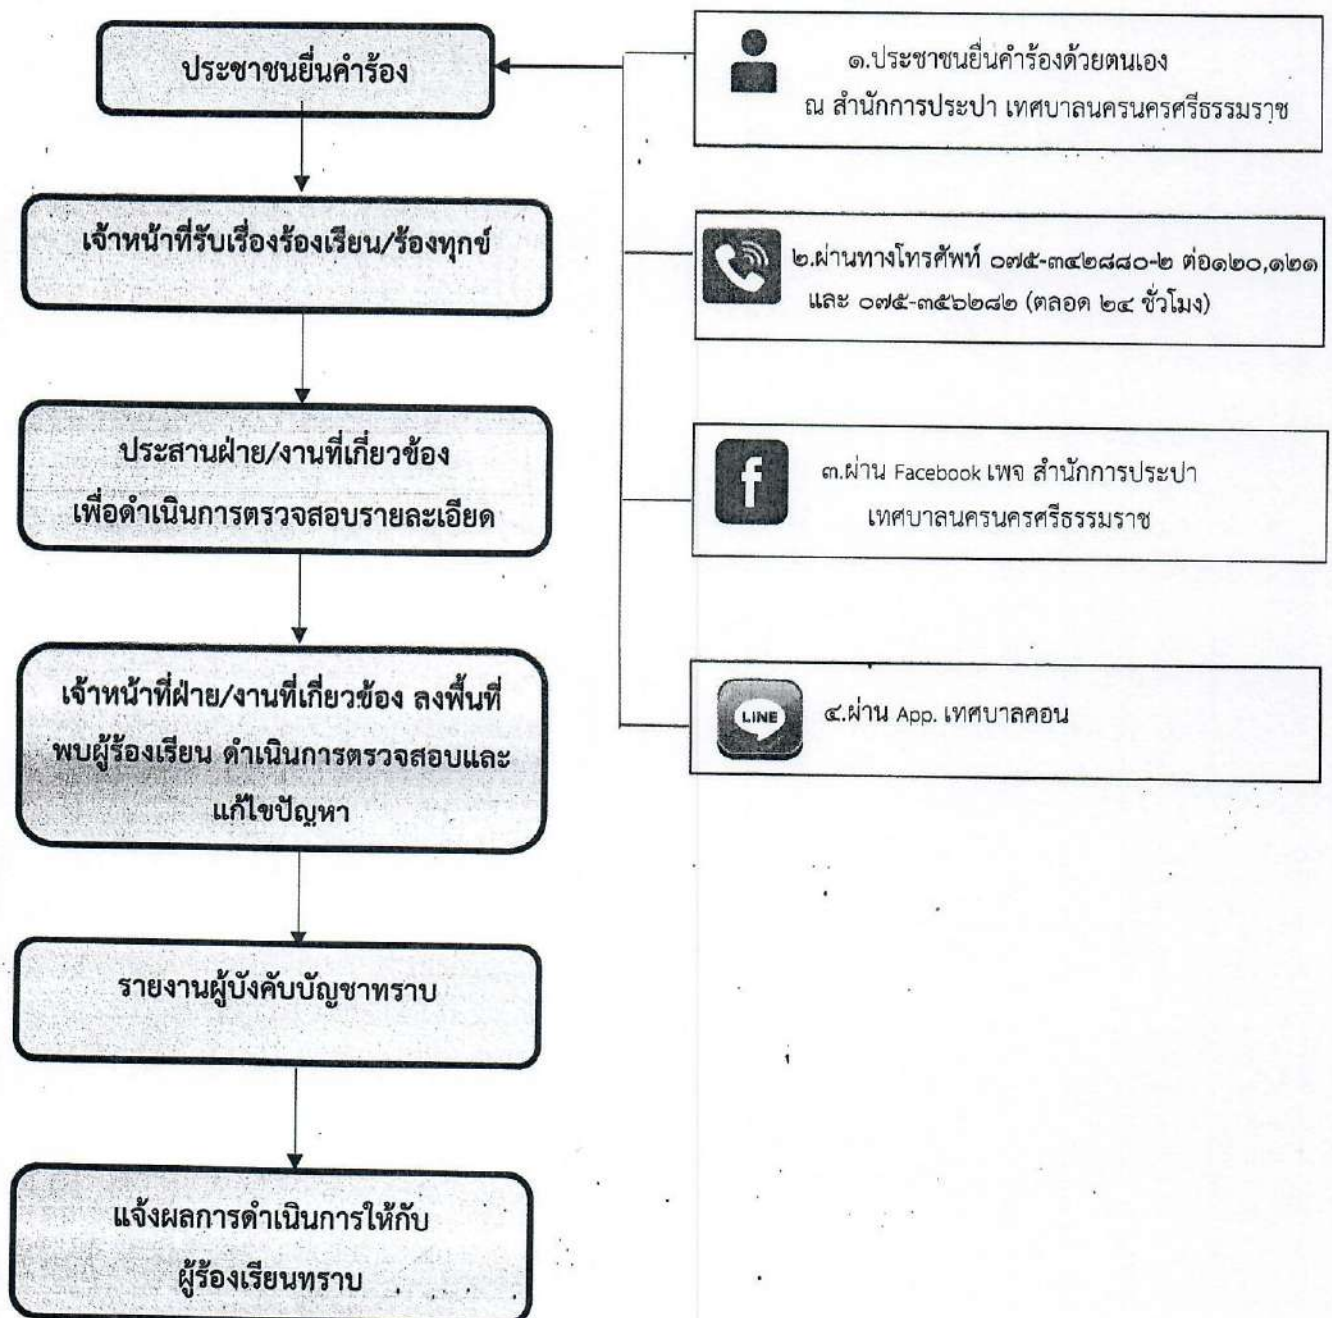 ประชาชนยื่นคำร้อง
เจ้าหน้าที่รับเรื่องร้องเรียน/ร้องทุกข์
ประสานฝ่าย/งานที่เกี่ยวข้อง
เพื่อดำเนินการตรวจสอบรายละเอียด
เจ้าหน้าที่ฝ่าย/งานที่เกี่ยวข้อง ลงพื้นที่
พบผู้ร้องเรียน ดำเนินการตรวจสอบและ
แก้ไขปัญหา
รายงานผู้บังคับบัญชาทราบ
แจ้งผลการดำเนินการให้กับ
ผู้ร้องเรียนทราบ
๑.ประชาชนยื่นคำร้องด้วยตนเอง
ณ สำนักการประปา เทศบาลนครนครศรีธรรมราช
๒.ผ่านทางโทรศัพท์ ๐๗๕-๓๔๒๘๘๐-๒ ต่อ๑๒๐,๑๒๑
และ ๐๗๕-๓๕๖๒๘๒ (ตลอด ๒๔ ชั่วโมง)
f
๓.ผ่าน Facebook เพจ สำนักการประปา
เทศบาลนครนครศรีธรรมราช
LINE
๔.ผ่าน App. เทศบาลคอน